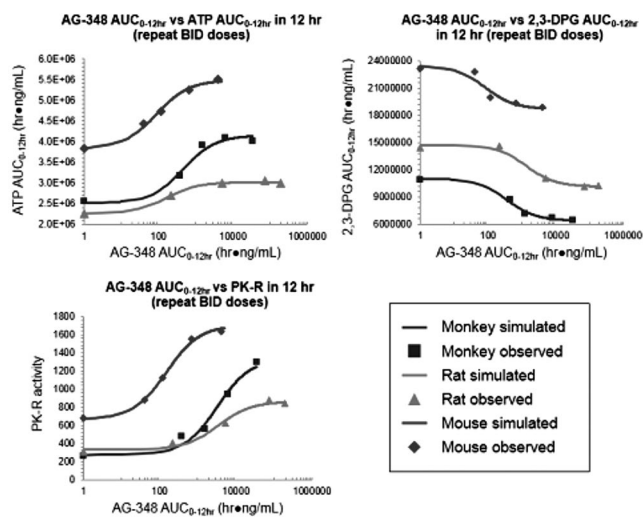 AG-348 AUC0-12hr vs ATP AUC0-12hr in 12 hr
(repeat BID doses)
ATP AUC0-12hr (hr●ng/mL)
6.0E+06
5.5E+06
5.0E+06
4.5E+06
4.0E+06
3.5E+06
3.0E+06
2.5E+06
2.0E+06
1
100
10000
1000000
AG-348 AUC0-12hr (hr●ng/mL)
AG-348 AUC0-12hr vs 2,3-DPG AUC0-12hr
in 12 hr (repeat BID doses)
2,3-DPG AUC0-12hr (hr●ng/mL)
24000000
21000000
18000000
15000000
12000000
9000000
6000000
1
100
10000
1000000
AG-348 AUC0-12hr (hr●ng/mL)
AG-348 AUC0-12hr vs PK-R in 12 hr
(repeat BID doses)
PK-R activity
1800
1600
1400
1200
1000
800
600
400
200
0
1
100
10000
1000000
AG-348 AUC0-12hr (hr●ng/mL)
Monkey simulated
Monkey observed
Rat simulated
Rat observed
Mouse simulated
Mouse observed